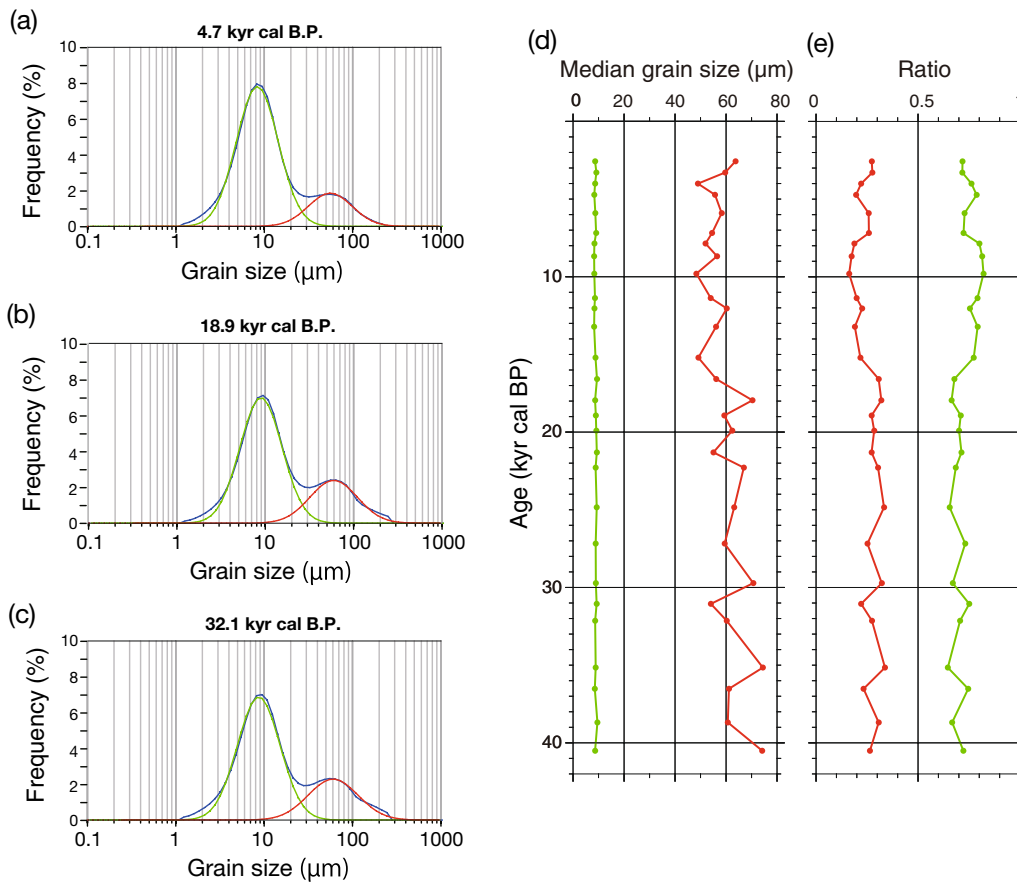 (a)
4.7 kyr cal B.P.
10
8
6
4
2
0
Frequency (%)
0.1 1 10 100 1000
Grain size (µm)
(b)
18.9 kyr cal B.P.
10
8
6
4
2
0
Frequency (%)
0.1 1 10 100 1000
Grain size (µm)
(c)
32.1 kyr cal B.P.
10
8
6
4
2
0
Frequency (%)
0.1 1 10 100 1000
Grain size (µm)
(d)
Median grain size (µm)
0 20 40 60 80
Age (kyr cal BP)
10
20
30
40
(e)
Ratio
0 0.5